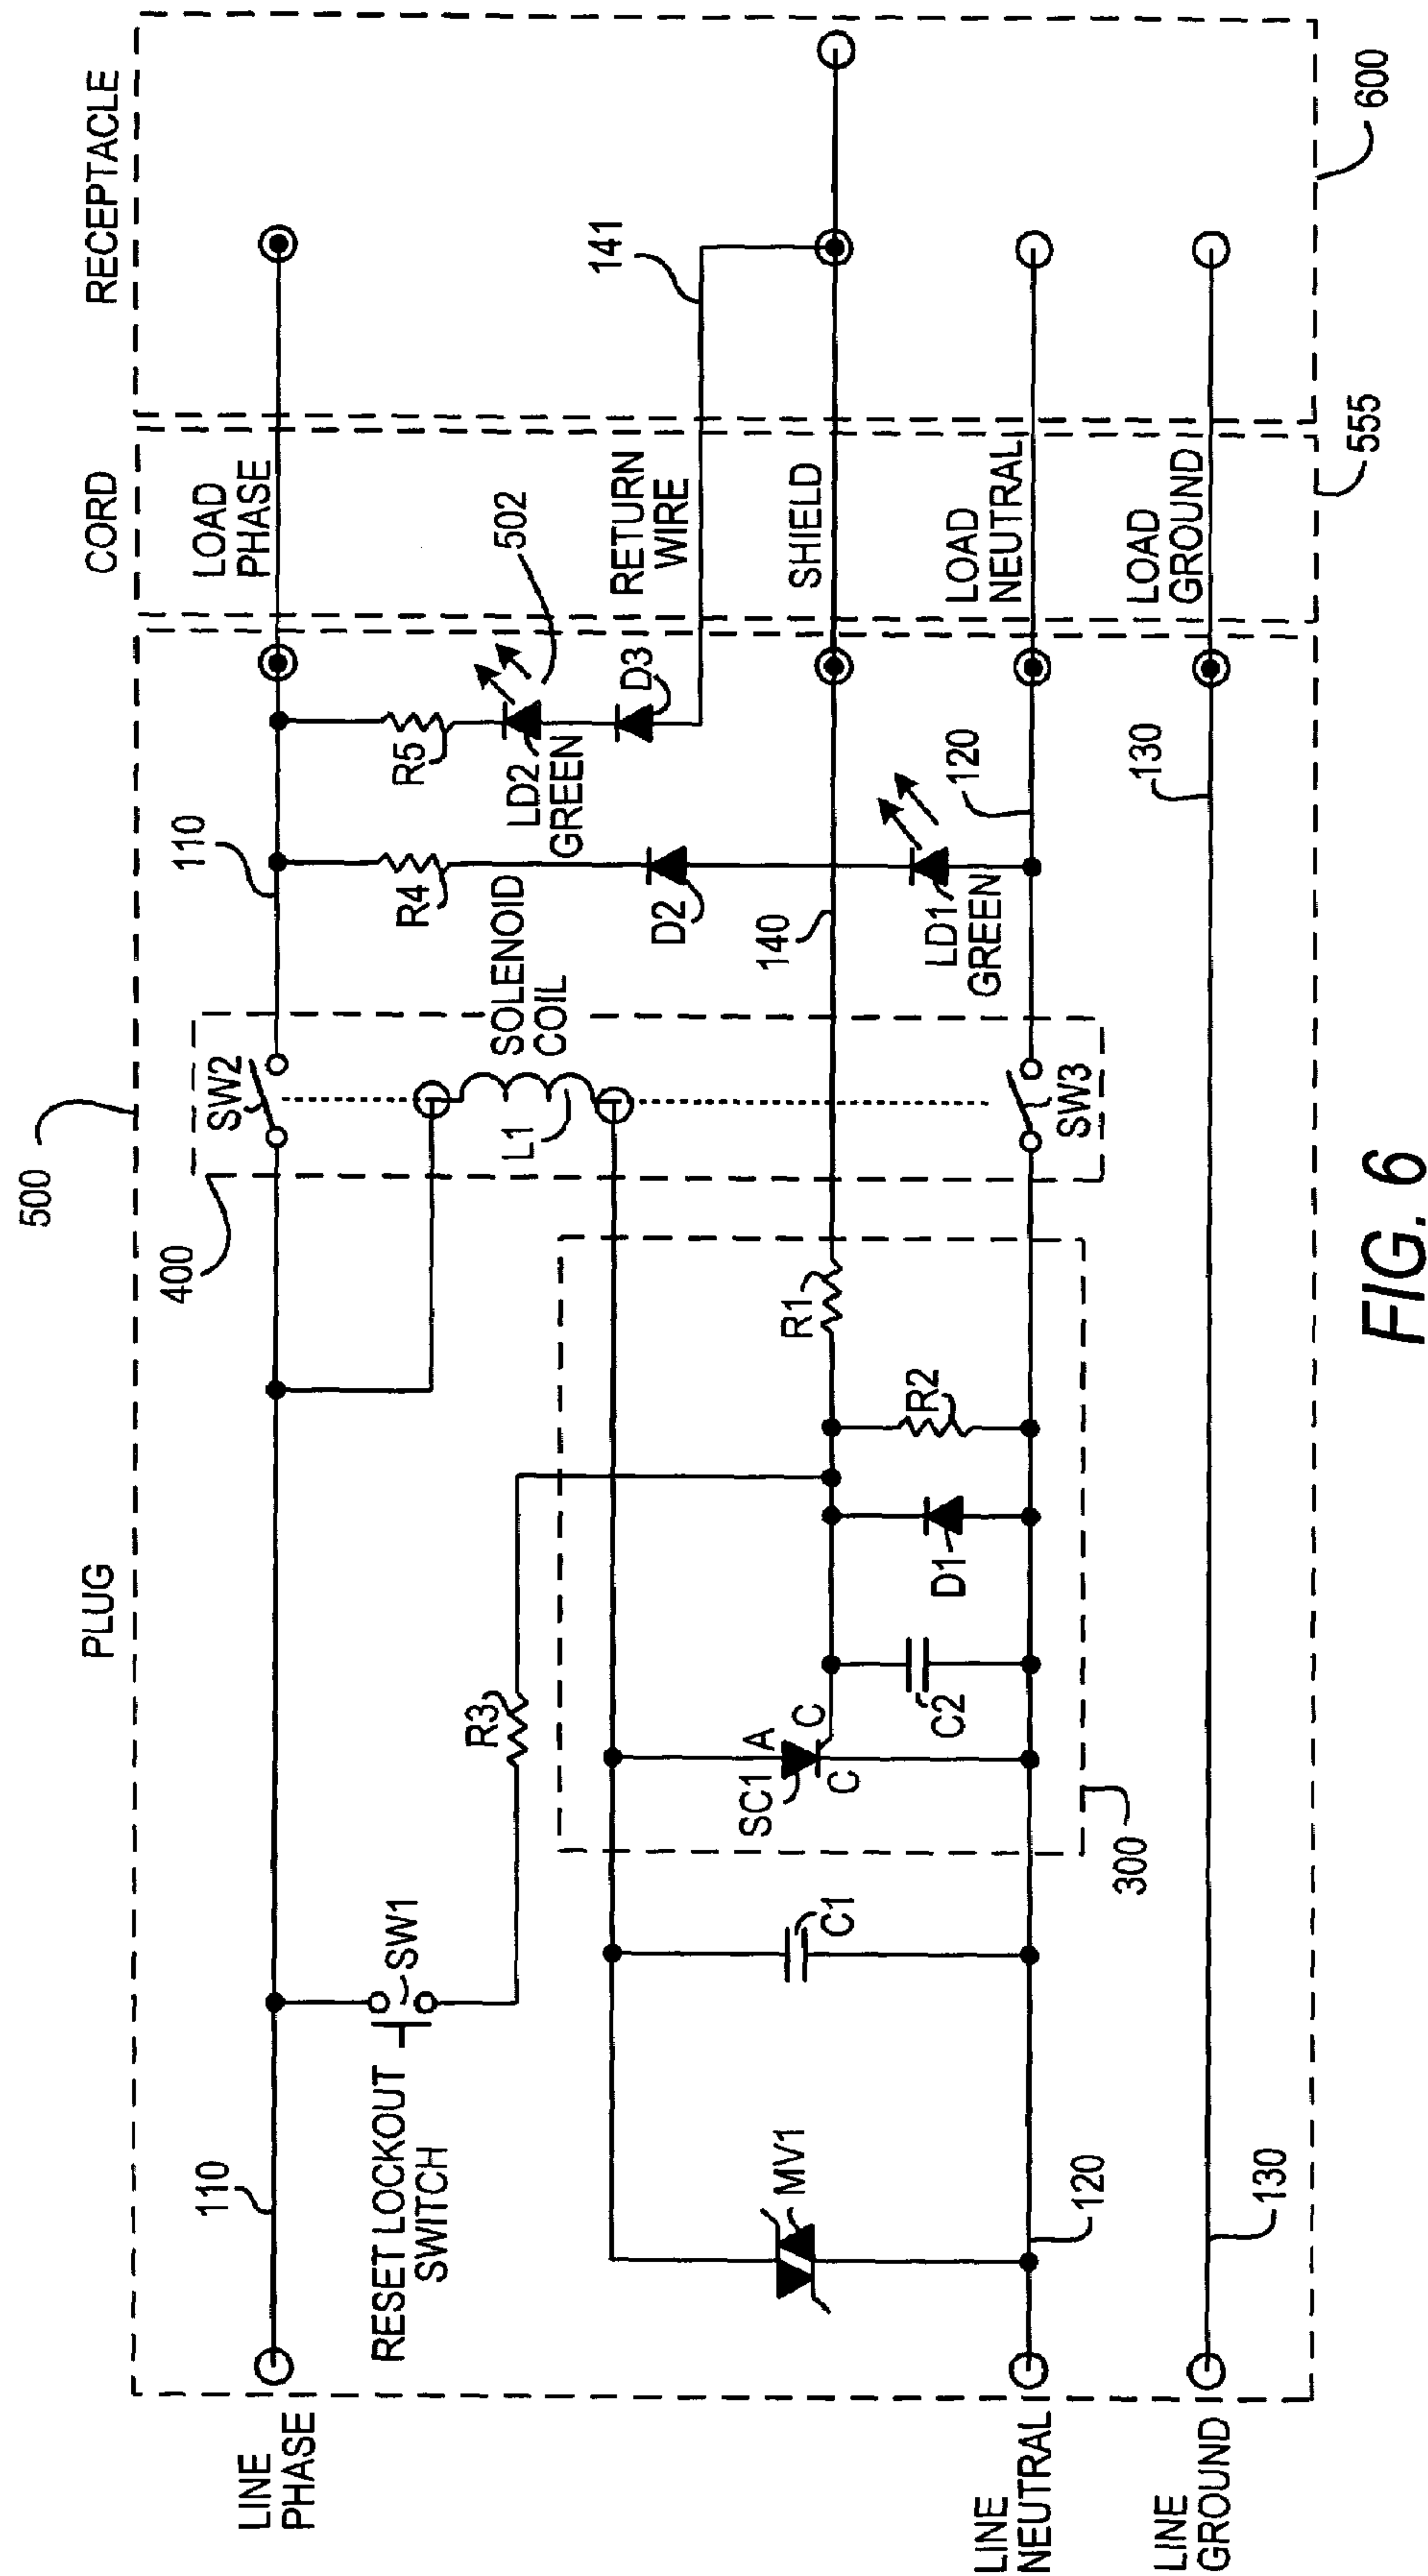 PLUG
CORD
RECEPTACLE
500
LINE
PHASE
110
RESET LOCKOUT
SWITCH
SW1
R3
400
SW2
SOLENOID
COIL
L1
110
R4
R5
LD2
GREEN
502
D3
D2
LOAD
PHASE
RETURN
WIRE
141
MV1
C1
SC1
A
C
C
C2
D1
R2
R1
300
140
LD1
GREEN
SW3
120
SHIELD
LOAD
NEUTRAL
LINE
NEUTRAL
120
LINE
GROUND
130
130
LOAD
GROUND
555
600
FIG. 6